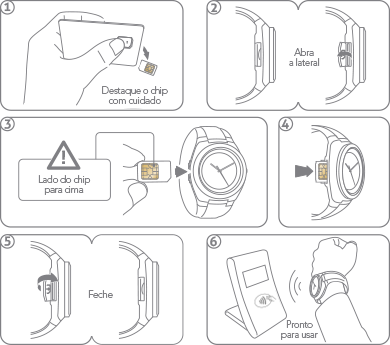 1
Destaque o chip
com cuidado
2
Abra
a lateral
3
Lado do chip
para cima
4
5
Feche
6
Pronto
para usar